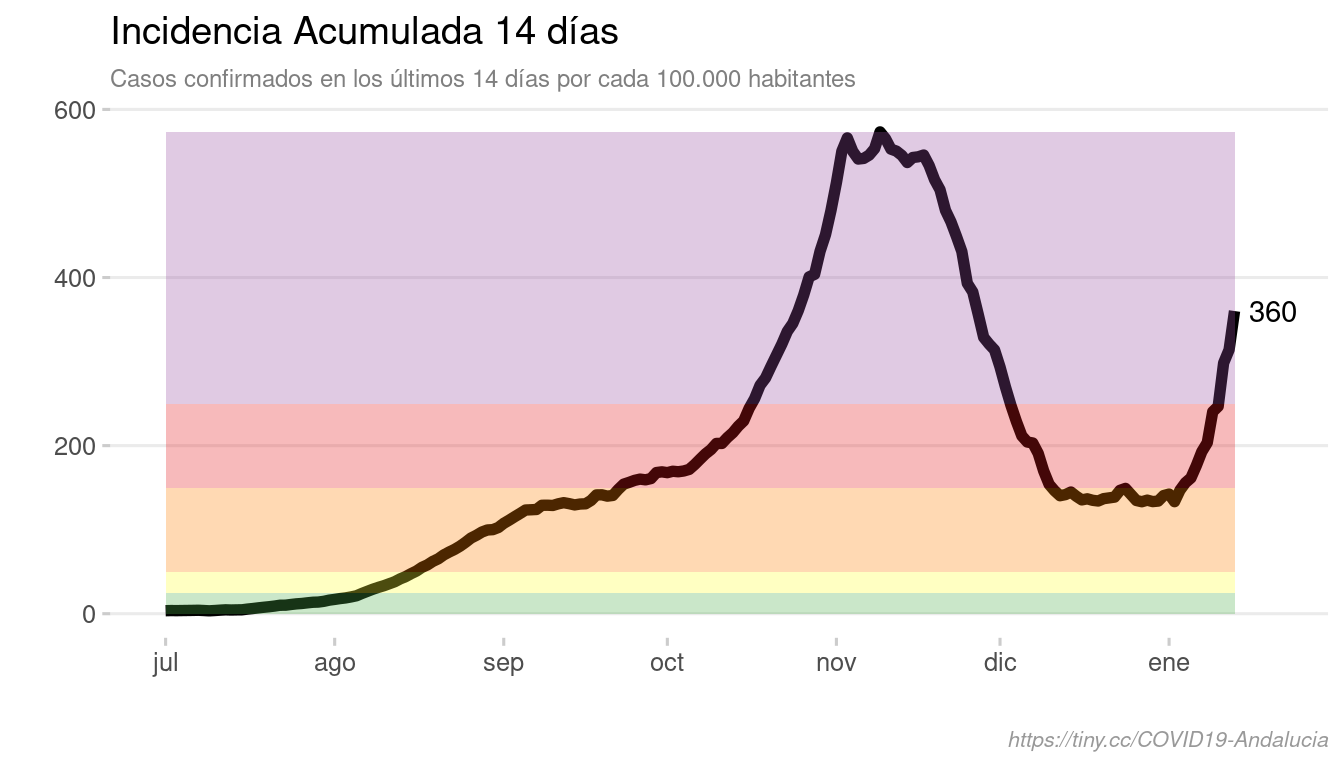 Incidencia Acumulada 14 días
Casos confirmados en los últimos 14 días por cada 100.000 habitantes
600
400
360
200
0
jul ago sep oct nov dic ene
https://tiny.cc/COVID19-Andalucia